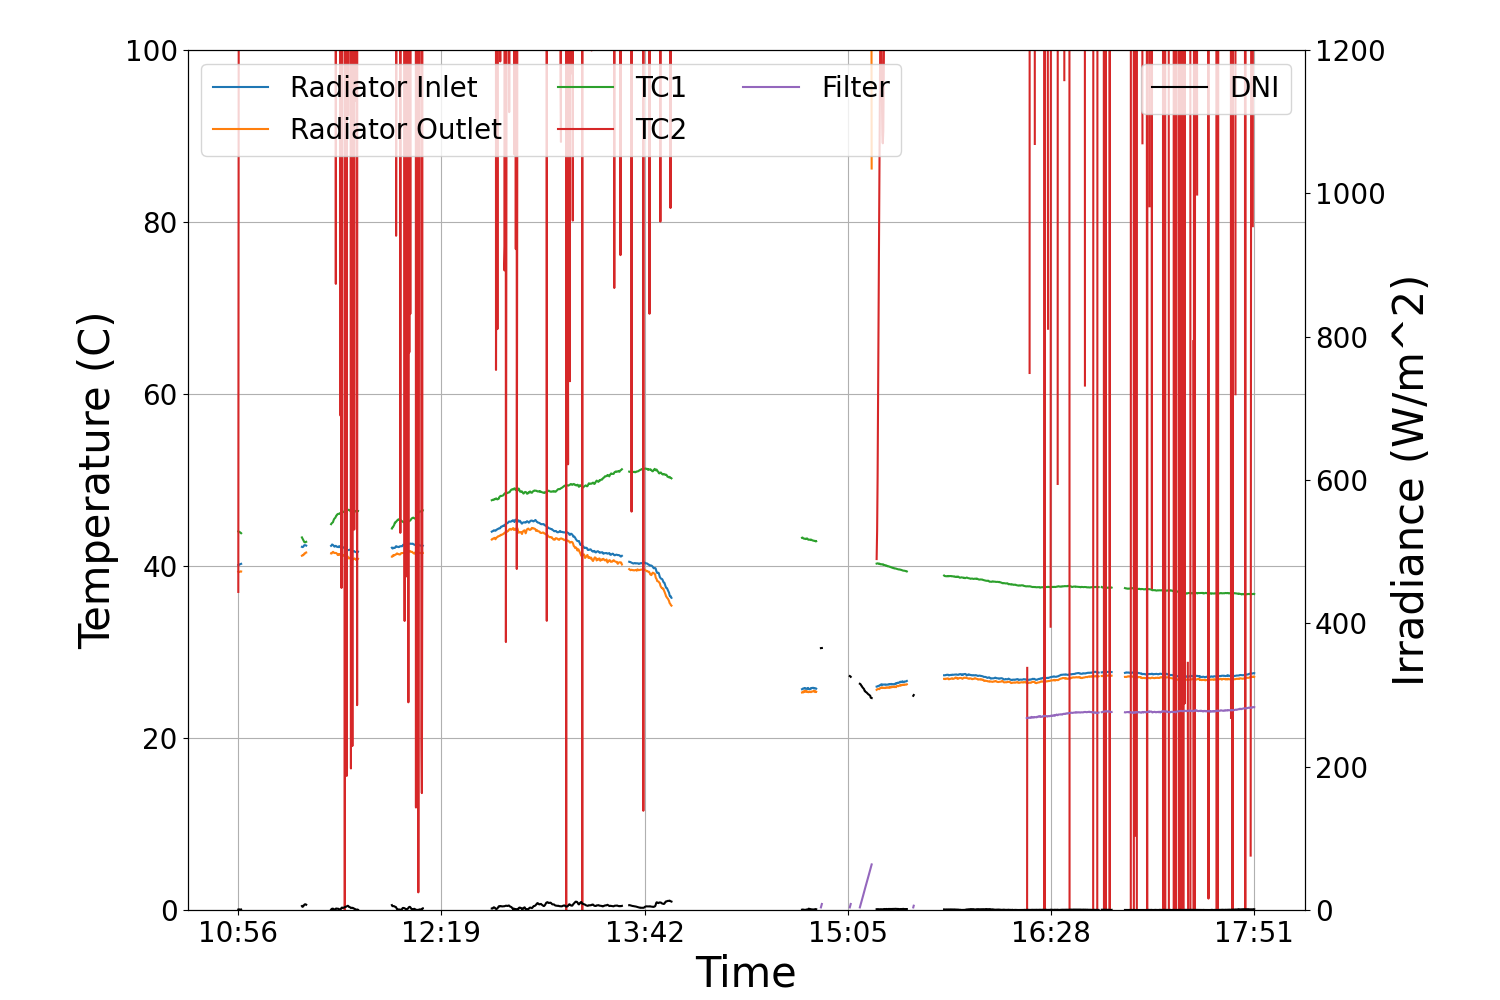 100
80
60
40
20
0
Temperature (C)
Radiator Inlet
Radiator Outlet
TC1
TC2
Filter
DNI
1200
1000
800
600
400
200
0
Irradiance (W/m^2)
10:56
12:19
13:42
15:05
16:28
17:51
Time